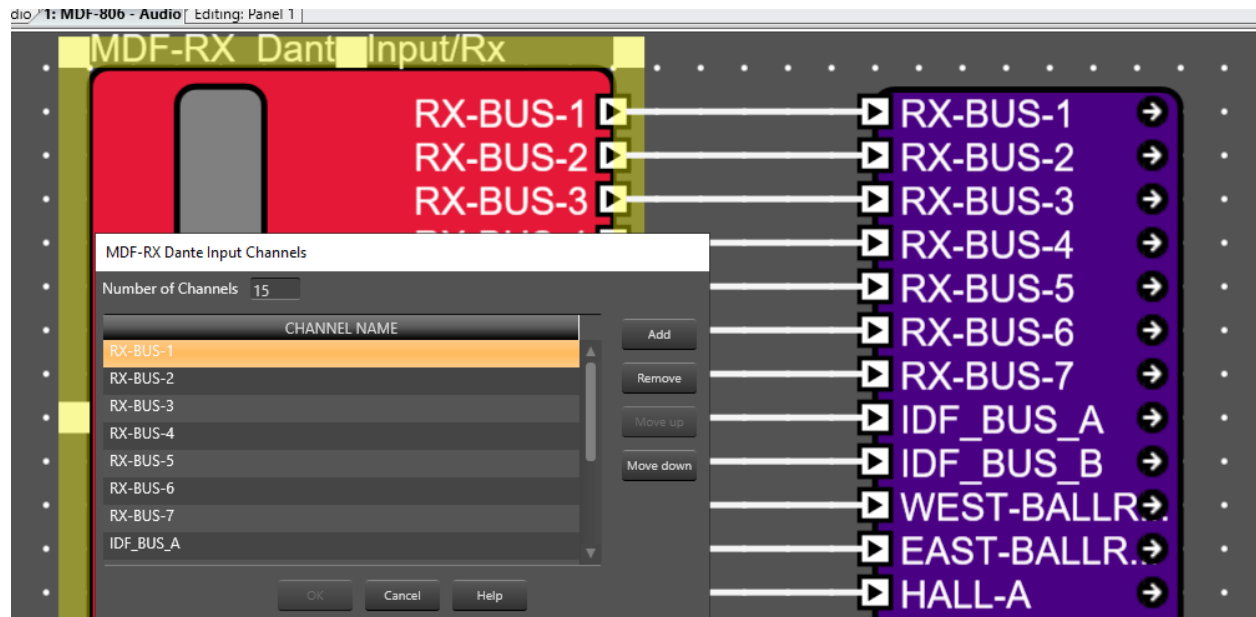 dio 1: MDF-806 - Audio Editing: Panel 1
MDF-RX Dant Input/Rx
RX-BUS-1
RX-BUS-2
RX-BUS-3
MDF-RX Dante Input Channels
Number of Channels 15
CHANNEL NAME
RX-BUS-1
RX-BUS-2
RX-BUS-3
RX-BUS-4
RX-BUS-5
RX-BUS-6
RX-BUS-7
IDF_BUS_A
Add
Remove
Move up
Move down
OK Cancel Help
RX-BUS-1
RX-BUS-2
RX-BUS-3
RX-BUS-4
RX-BUS-5
RX-BUS-6
RX-BUS-7
IDF_BUS_A
IDF_BUS_B
WEST-BALLR...
EAST-BALLR...
HALL-A